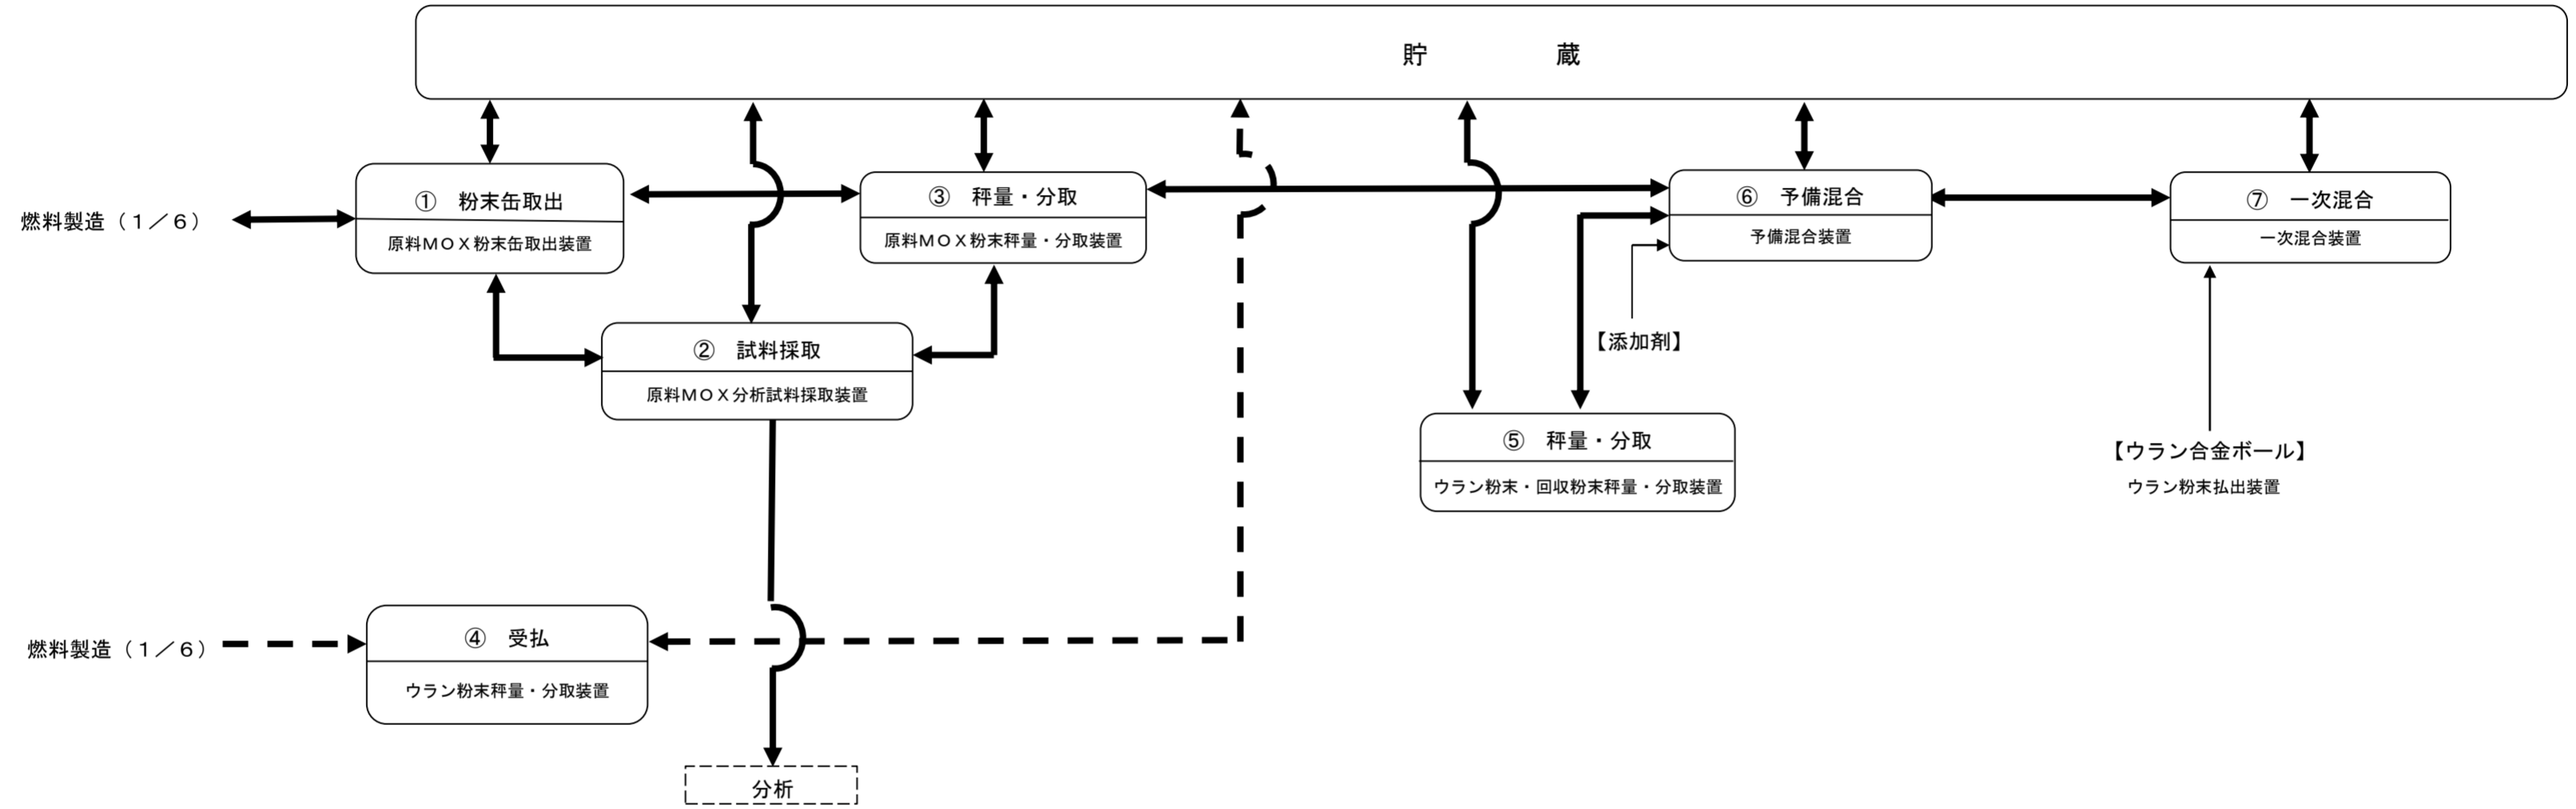 貯　蔵
①　粉末缶取出
原料ＭＯＸ粉末缶取出装置
燃料製造（１／６）
③　秤量・分取
原料ＭＯＸ粉末秤量・分取装置
⑥　予備混合
予備混合装置
⑦　一次混合
一次混合装置
②　試料採取
原料ＭＯＸ分析試料採取装置
【添加剤】
⑤　秤量・分取
ウラン粉末・回収粉末秤量・分取装置
【ウラン合金ボール】
ウラン粉末払出装置
燃料製造（１／６）
④　受払
ウラン粉末秤量・分取装置
分析